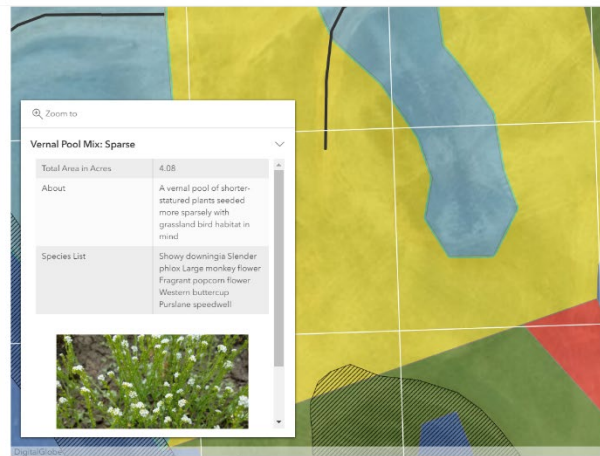 Zoom to
Vernal Pool Mix: Sparse
Total Area in Acres 4.08
About A vernal pool of shorter-
statured plants seeded
more sparsely with
grassland bird habitat in
mind
Species List Showy downingia Slender
phlox Large monkey flower
Fragrant popcorn flower
Western buttercup
Purslane speedwell
DigitalGlobe